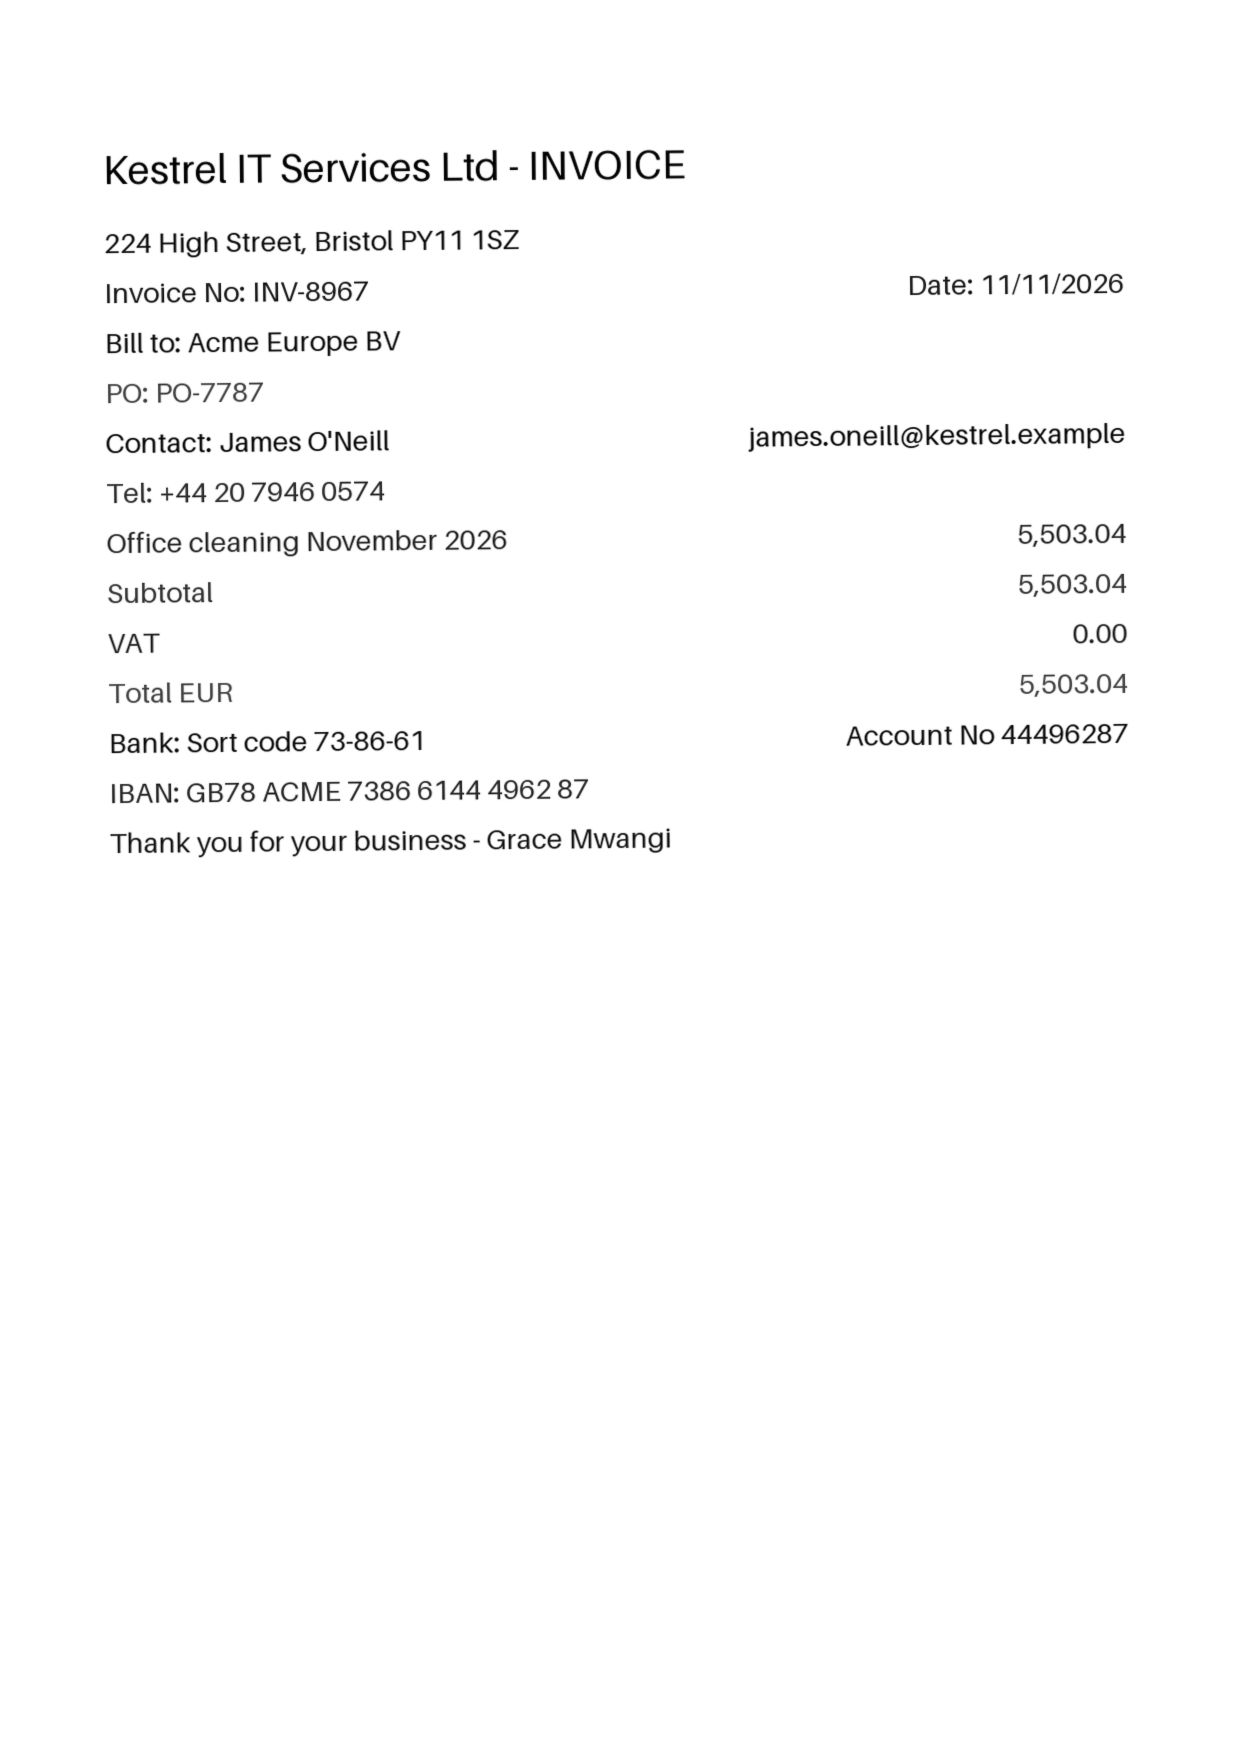 Kestrel IT Services Ltd - INVOICE
224 High Street, Bristol PY11 1SZ
Invoice No: INV-8967 Date: 11/11/2026
Bill to: Acme Europe BV
PO: PO-7787
Contact: James O'Neill james.oneill@kestrel.example
Tel: +44 20 7946 0574
Office cleaning November 2026 5,503.04
Subtotal 5,503.04
VAT 0.00
Total EUR 5,503.04
Bank: Sort code 73-86-61 Account No 44496287
IBAN: GB78 ACME 7386 6144 4962 87
Thank you for your business - Grace Mwangi